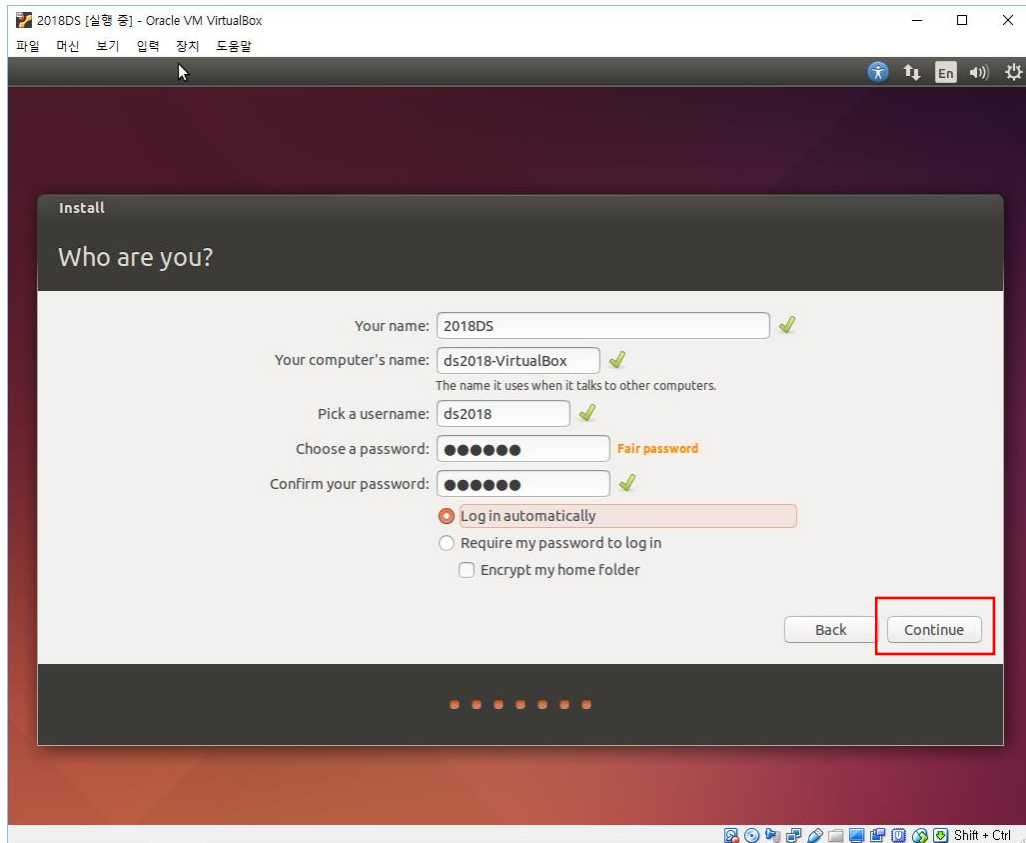 2018DS [실행 중] - Oracle VM VirtualBox
파일 머신 보기 입력 장치 도움말
En
Install
Who are you?
Your name: 2018DS
Your computer's name: ds2018-VirtualBox
The name it uses when it talks to other computers.
Pick a username: ds2018
Choose a password: ●●●●●● Fair password
Confirm your password: ●●●●●●
Log in automatically
Require my password to log in
Encrypt my home folder
Back Continue
Shift + Ctrl